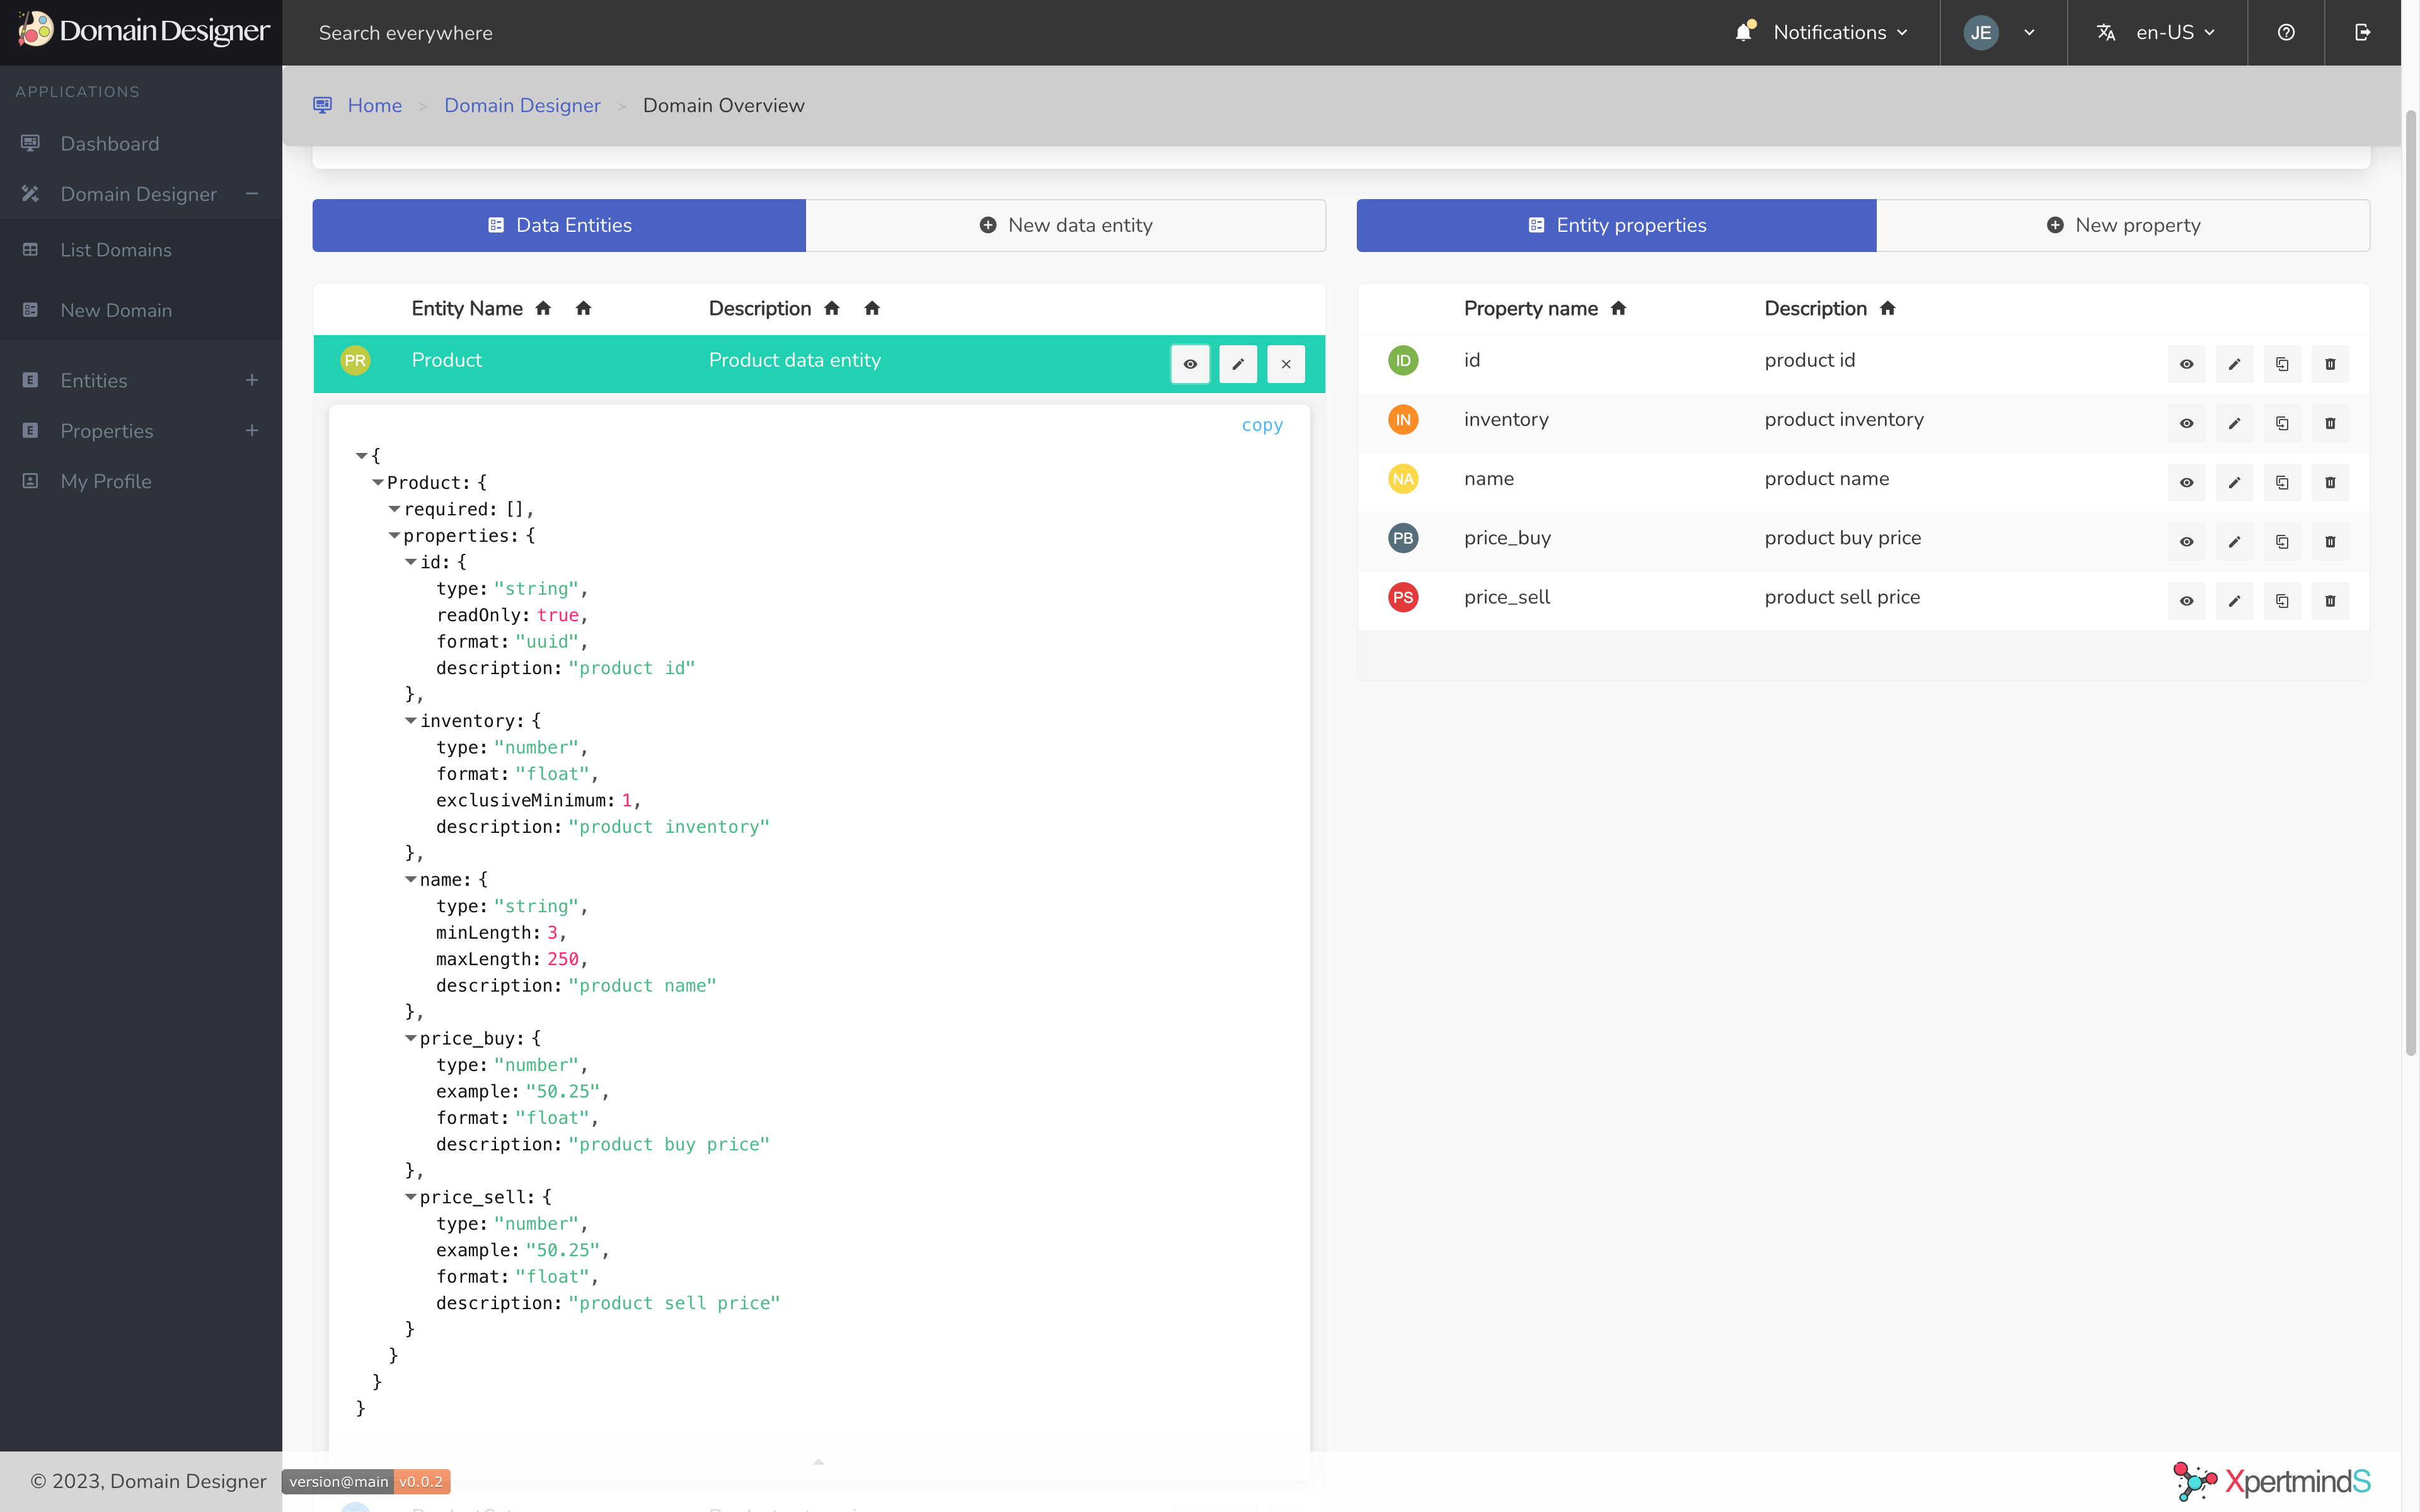 Domain Designer
Search everywhere
Notifications
JE
en-US
APPLICATIONS
Dashboard
Domain Designer
List Domains
New Domain
E Entities
E Properties
My Profile
Home > Domain Designer > Domain Overview
Data Entities
New data entity
Entity Name
Description
PR Product Product data entity
copy
{
Product: {
required: [],
properties: {
id: {
type: "string",
readOnly: true,
format: "uuid",
description: "product id"
},
inventory: {
type: "number",
format: "float",
exclusiveMinimum: 1,
description: "product inventory"
},
name: {
type: "string",
minLength: 3,
maxLength: 250,
description: "product name"
},
price_buy: {
type: "number",
example: "50.25",
format: "float",
description: "product buy price"
},
price_sell: {
type: "number",
example: "50.25",
format: "float",
description: "product sell price"
}
}
}
}
Entity properties
New property
Property name
Description
ID id product id
IN inventory product inventory
NA name product name
PB price_buy product buy price
PS price_sell product sell price
© 2023, Domain Designer
version@main v0.0.2
XpertmindS